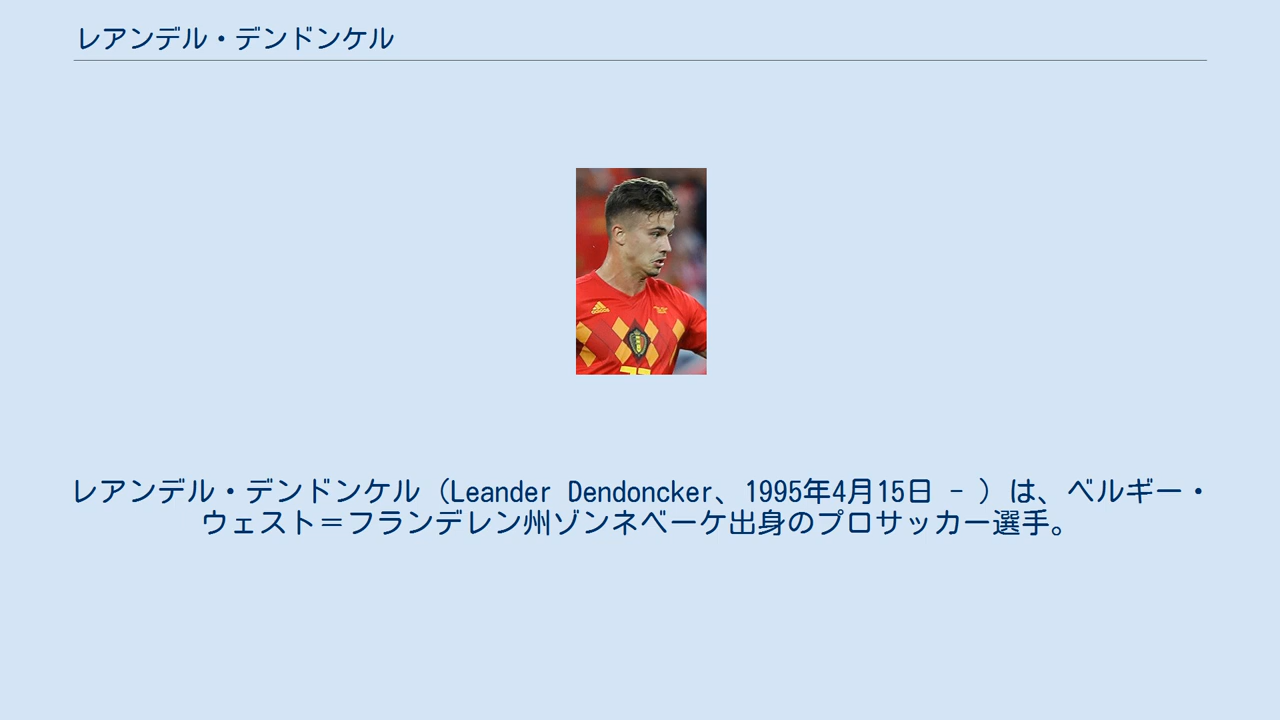 レアンデル・デンドンケル
レアンデル・デンドンケル（Leander Dendoncker、1995年4月15日 - ）は、ベルギー・
ウェスト＝フランデレン州ゾンネベーケ出身のプロサッカー選手。